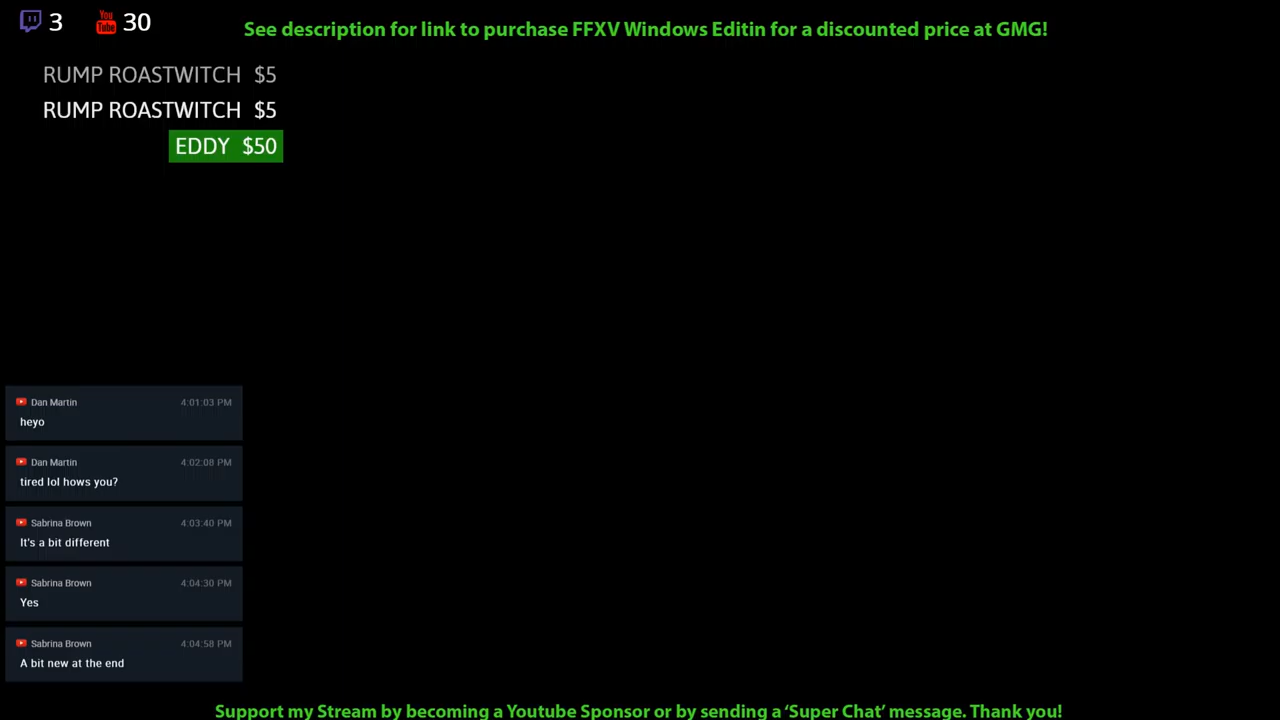 3 You Tube 30
See description for link to purchase FFXV Windows Editin for a discounted price at GMG!
RUMP ROASTWITCH $5
RUMP ROASTWITCH $5
EDDY $50
Dan Martin 4:01:03 PM
heyo
Dan Martin 4:02:08 PM
tired lol hows you?
Sabrina Brown 4:03:40 PM
It's a bit different
Sabrina Brown 4:04:30 PM
Yes
Sabrina Brown 4:04:58 PM
A bit new at the end
Support my Stream by becoming a Youtube Sponsor or by sending a ‘Super Chat’ message. Thank you!